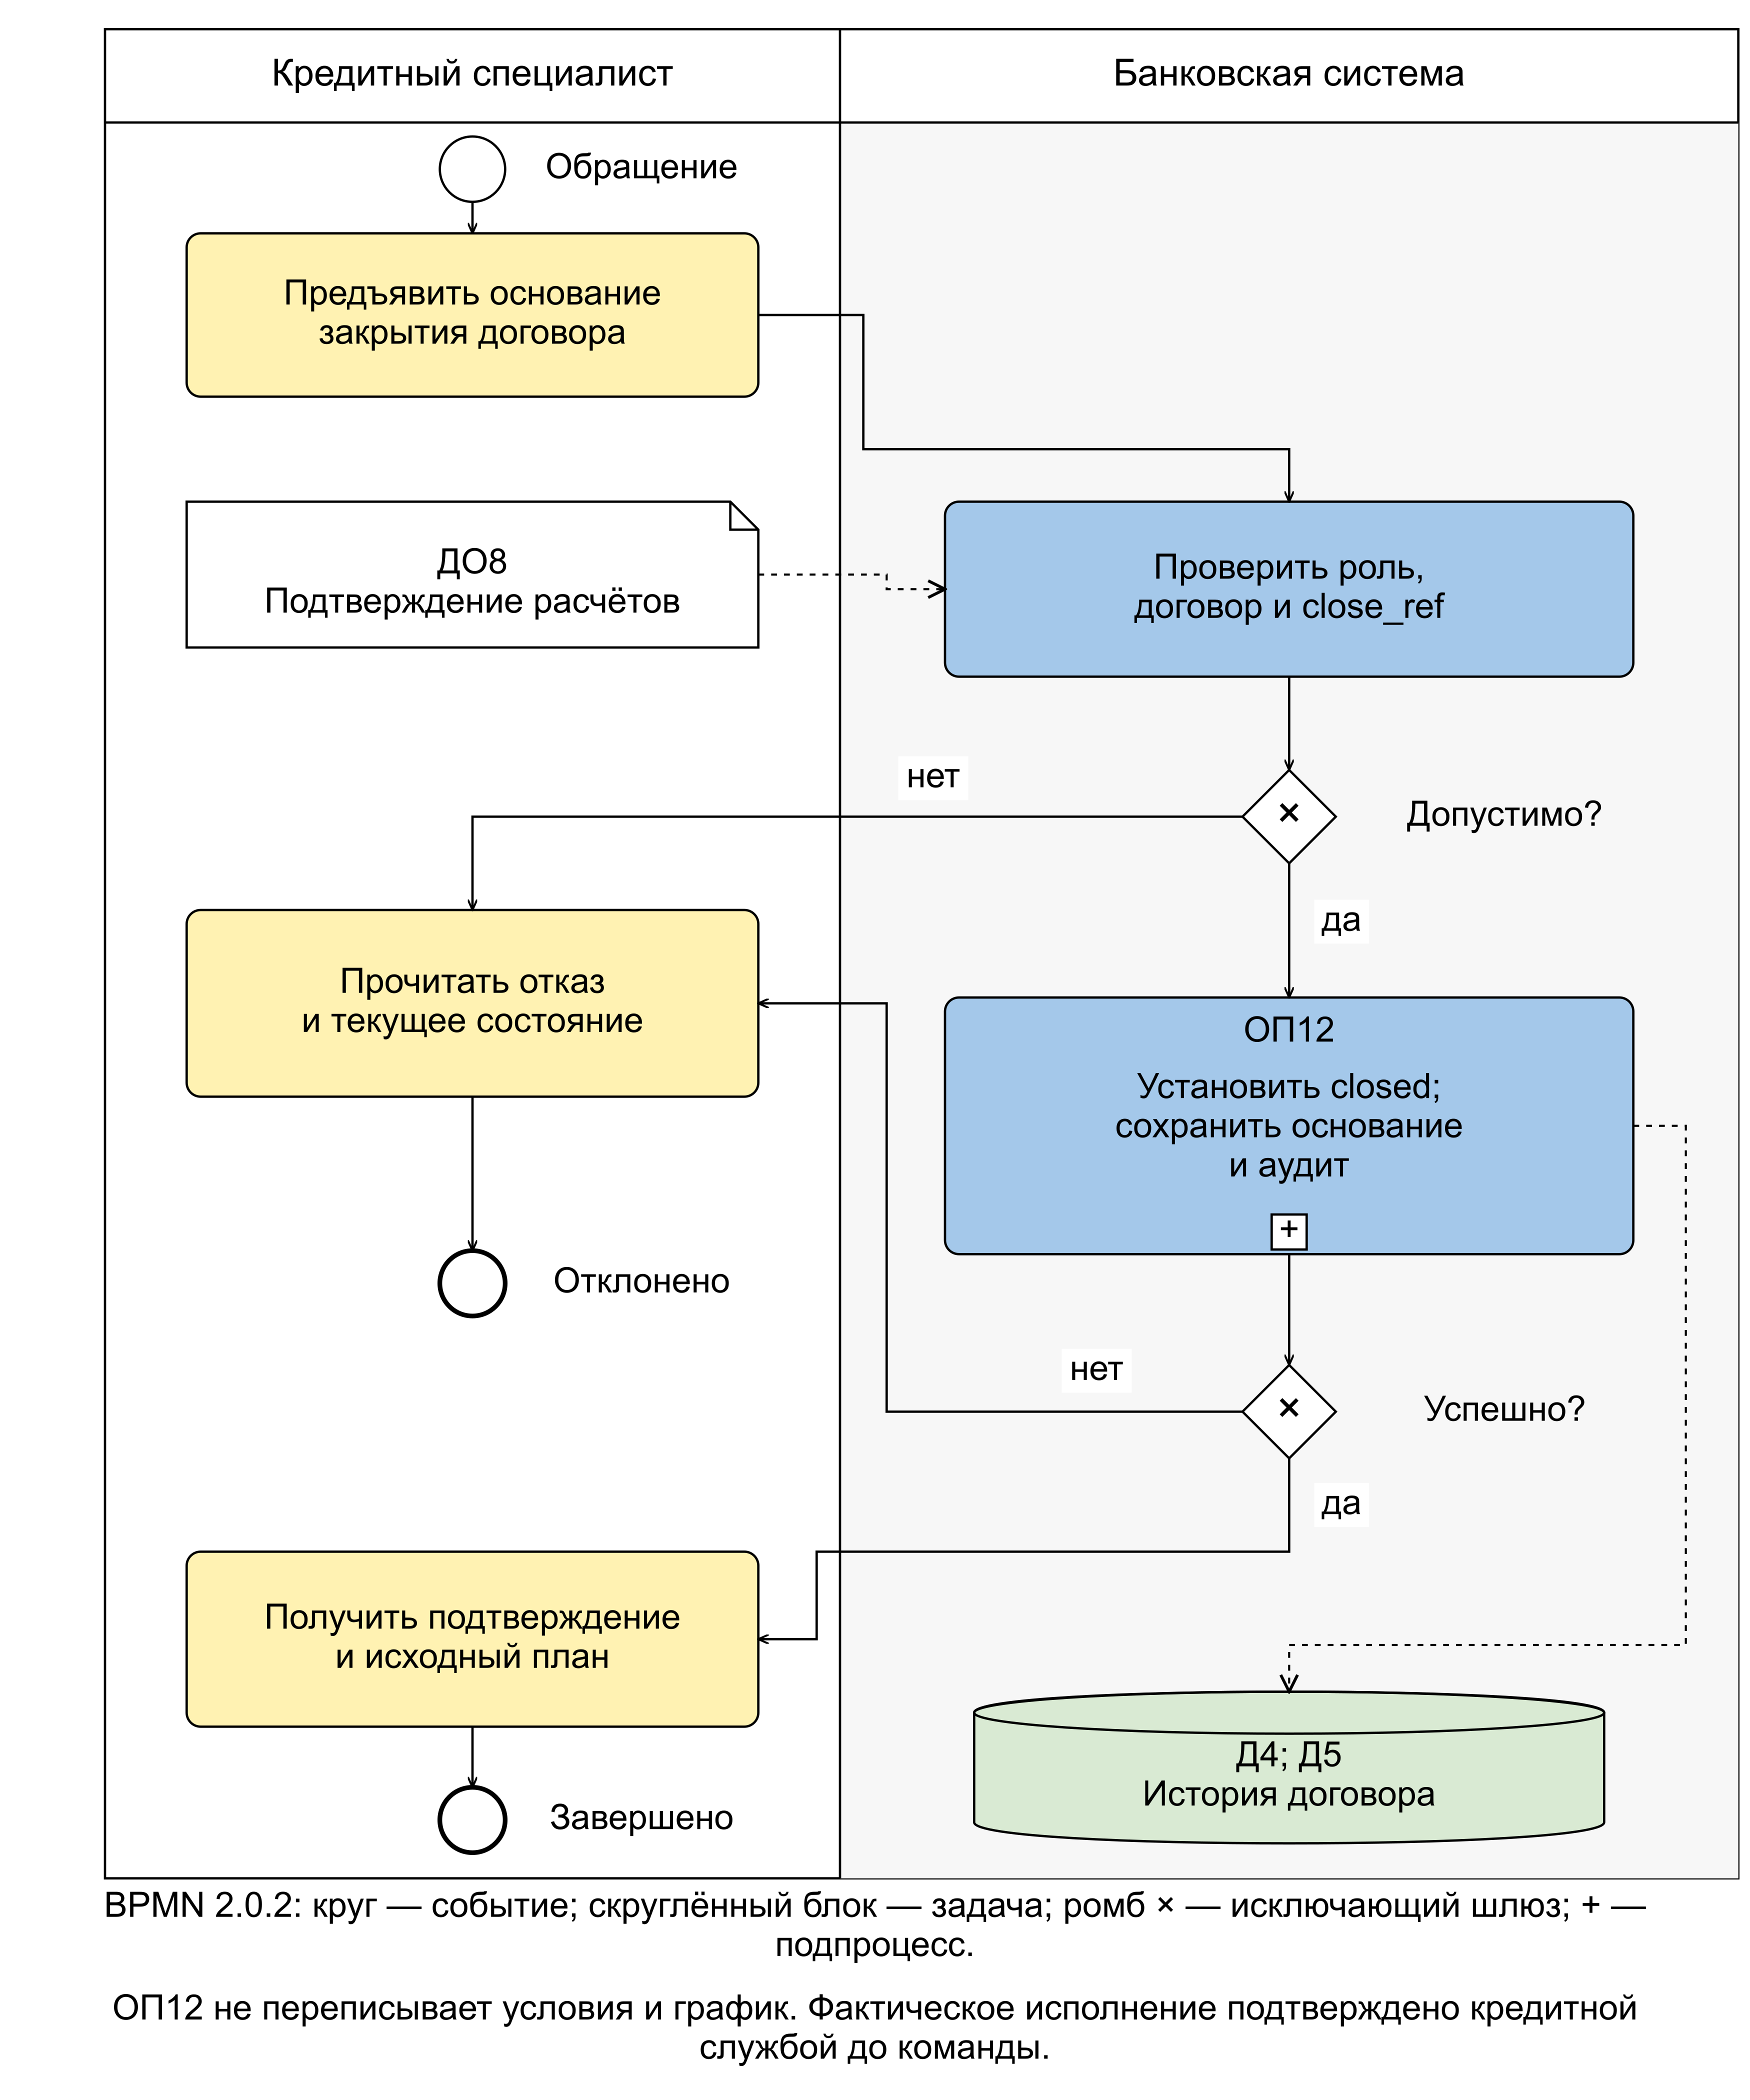 Кредитный специалист
Банковская система
Обращение
Предъявить основание
закрытия договора
ДО8
Подтверждение расчётов
Проверить роль,
договор и close_ref
нет
×
Допустимо?
да
Прочитать отказ
и текущее состояние
ОП12
Установить closed;
сохранить основание
и аудит
+
Отклонено
нет
×
Успешно?
да
Получить подтверждение
и исходный план
Д4; Д5
История договора
Завершено
BPMN 2.0.2: круг — событие; скруглённый блок — задача; ромб × — исключающий шлюз; + —
подпроцесс.
ОП12 не переписывает условия и график. Фактическое исполнение подтверждено кредитной
службой до команды.